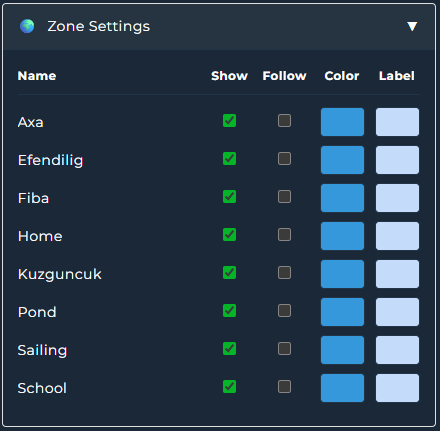 Zone Settings
Name Show Follow Color Label
Axa
Efendilig
Fiba
Home
Kuzguncuk
Pond
Sailing
School